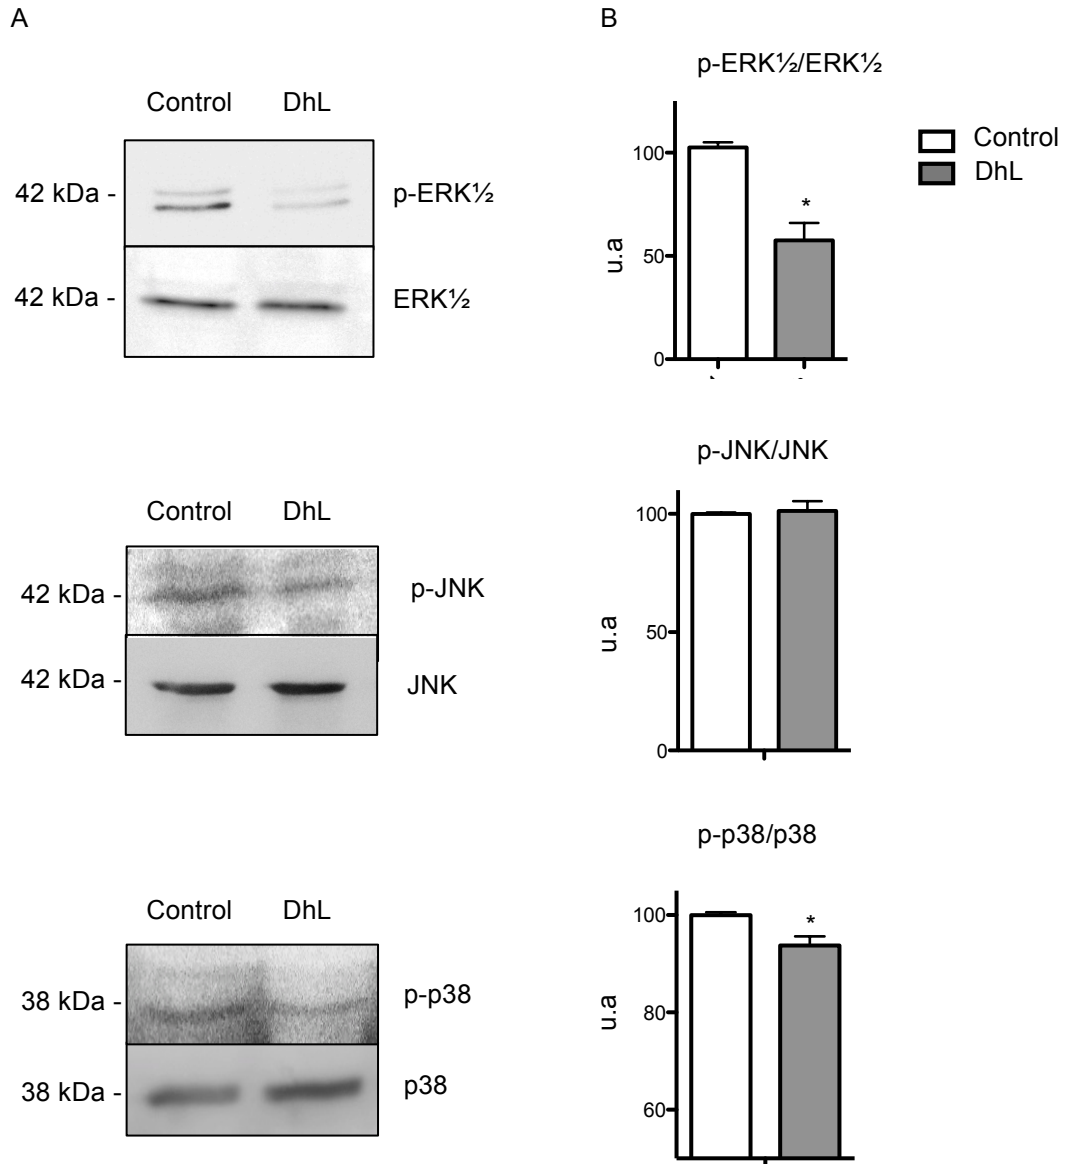 A
Control DhL
42 kDa - p-ERK½
42 kDa - ERK½
Control DhL
42 kDa - p-JNK
42 kDa - JNK
Control DhL
38 kDa - p-p38
38 kDa - p38
B
p-ERK½/ERK½
Control
DhL
100
*
50
u.a
0
p-JNK/JNK
100
50
u.a
0
p-p38/p38
100
*
80
u.a
60